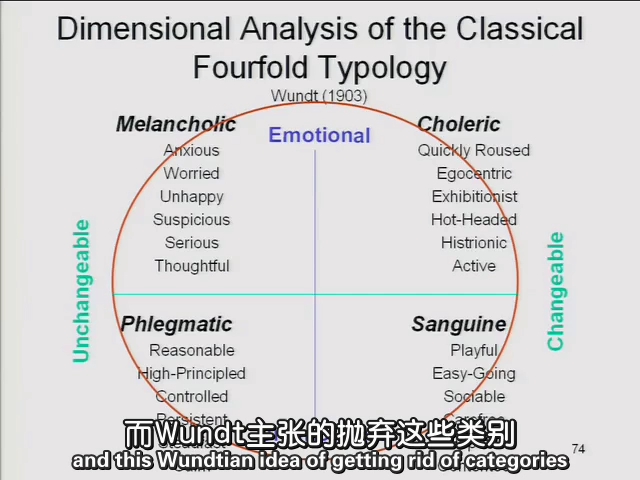 Dimensional Analysis of the Classical
Fourfold Typology
Wundt (1903)
Melancholic
Emotional
Choleric
Anxious
Quickly Roused
Worried
Egocentric
Unhappy
Exhibitionist
Suspicious
Hot-Headed
Serious
Histrionic
Thoughtful
Active
Unchangeable
Changeable
Phlegmatic
Sanguine
Reasonable
Playful
High-Principled
Easy-Going
Controlled
Sociable
Persistent
Carefree
而Wundt主张的抛弃这些类别
74
and this Wundtian idea of getting rid of categories